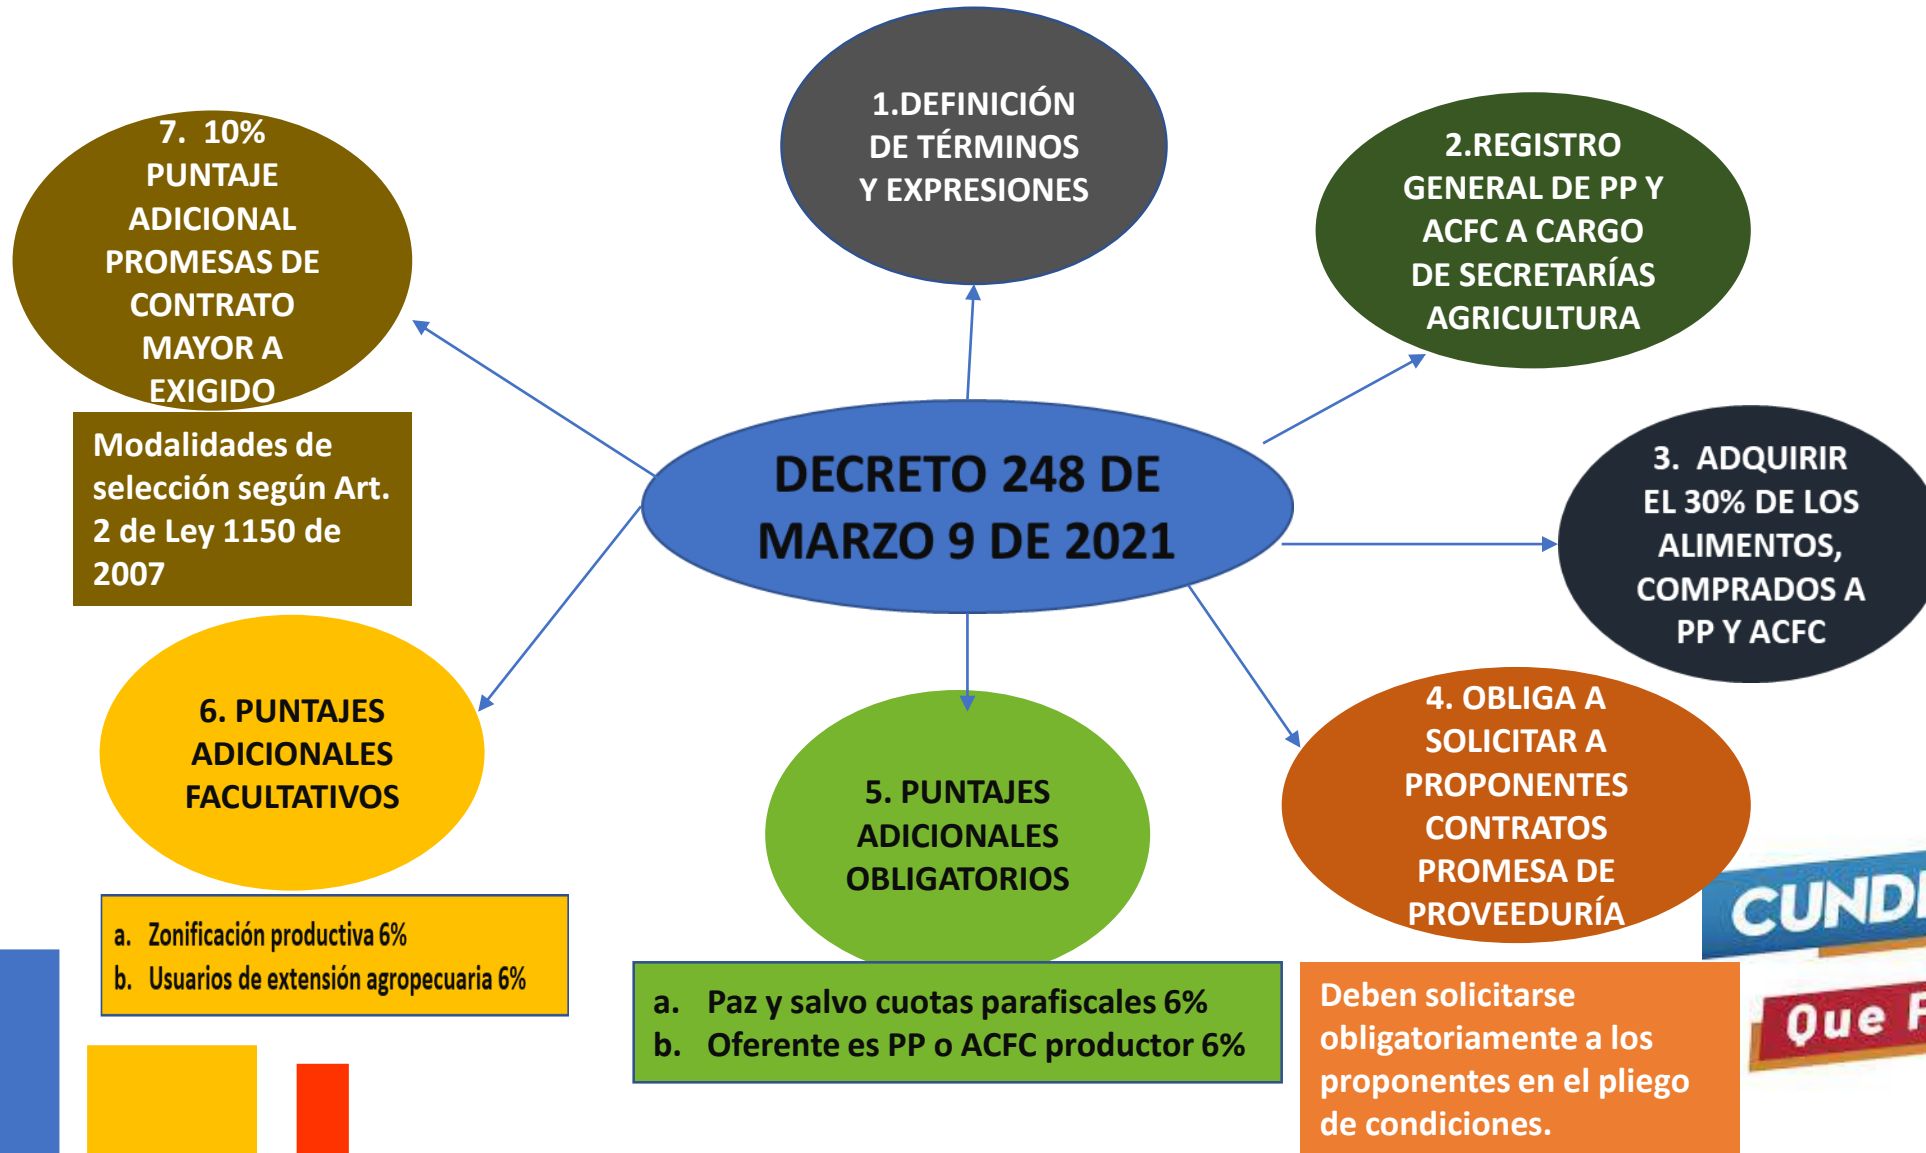 1.DEFINICIÓN
DE TÉRMINOS
Y EXPRESIONES
2.REGISTRO
GENERAL DE PP Y
ACFC A CARGO
DE SECRETARÍAS
AGRICULTURA
7. 10%
PUNTAJE
ADICIONAL
PROMESAS DE
CONTRATO
MAYOR A
EXIGIDO
Modalidades de
selección según Art.
2 de Ley 1150 de
2007
DECRETO 248 DE
MARZO 9 DE 2021
3. ADQUIRIR
EL 30% DE LOS
ALIMENTOS,
COMPRADOS A
PP Y ACFC
4. OBLIGA A
SOLICITAR A
PROPONENTES
CONTRATOS
PROMESA DE
PROVEEDURÍA
Deben solicitarse
obligatoriamente a los
proponentes en el pliego
de condiciones.
5. PUNTAJES
ADICIONALES
OBLIGATORIOS
a. Paz y salvo cuotas parafiscales 6%
b. Oferente es PP o ACFC productor 6%
6. PUNTAJES
ADICIONALES
FACULTATIVOS
a. Zonificación productiva 6%
b. Usuarios de extensión agropecuaria 6%
CUNDI
Que